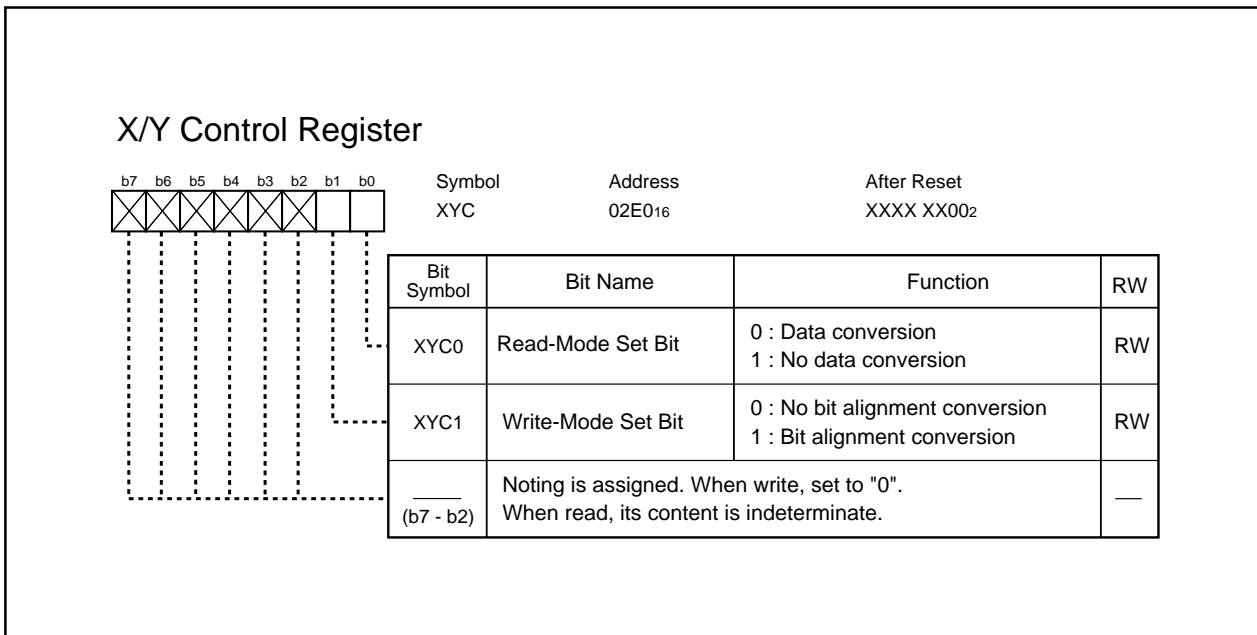 X/Y Control Register
b7 b6 b5 b4 b3 b2 b1 b0
Symbol Address After Reset
XYC 02E016 XXXX XX002
Bit Symbol Bit Name Function RW
XYC0 Read-Mode Set Bit 0 : Data conversion
1 : No data conversion RW
XYC1 Write-Mode Set Bit 0 : No bit alignment conversion
1 : Bit alignment conversion RW
(b7 - b2) Noting is assigned. When write, set to "0".
When read, its content is indeterminate.